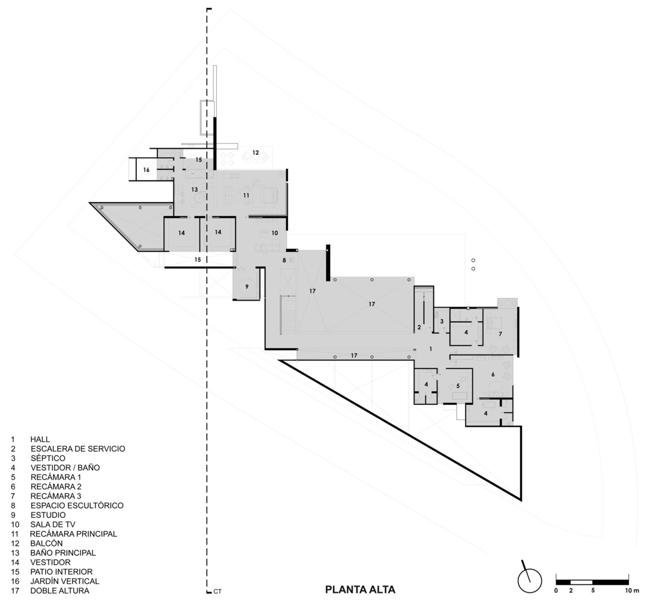 15
12
16
13
11
14
14
10
15
8
9
17
17
2
3
4
7
1
17
6
4
5
4
1 HALL
2 ESCALERA DE SERVICIO
3 SÉPTICO
4 VESTIDOR / BAÑO
5 RECÁMARA 1
6 RECÁMARA 2
7 RECÁMARA 3
8 ESPACIO ESCULTÓRICO
9 ESTUDIO
10 SALA DE TV
11 RECÁMARA PRINCIPAL
12 BALCÓN
13 BAÑO PRINCIPAL
14 VESTIDOR
15 PATIO INTERIOR
16 JARDÍN VERTICAL
17 DOBLE ALTURA
CT
PLANTA ALTA
0 2 5 10 m